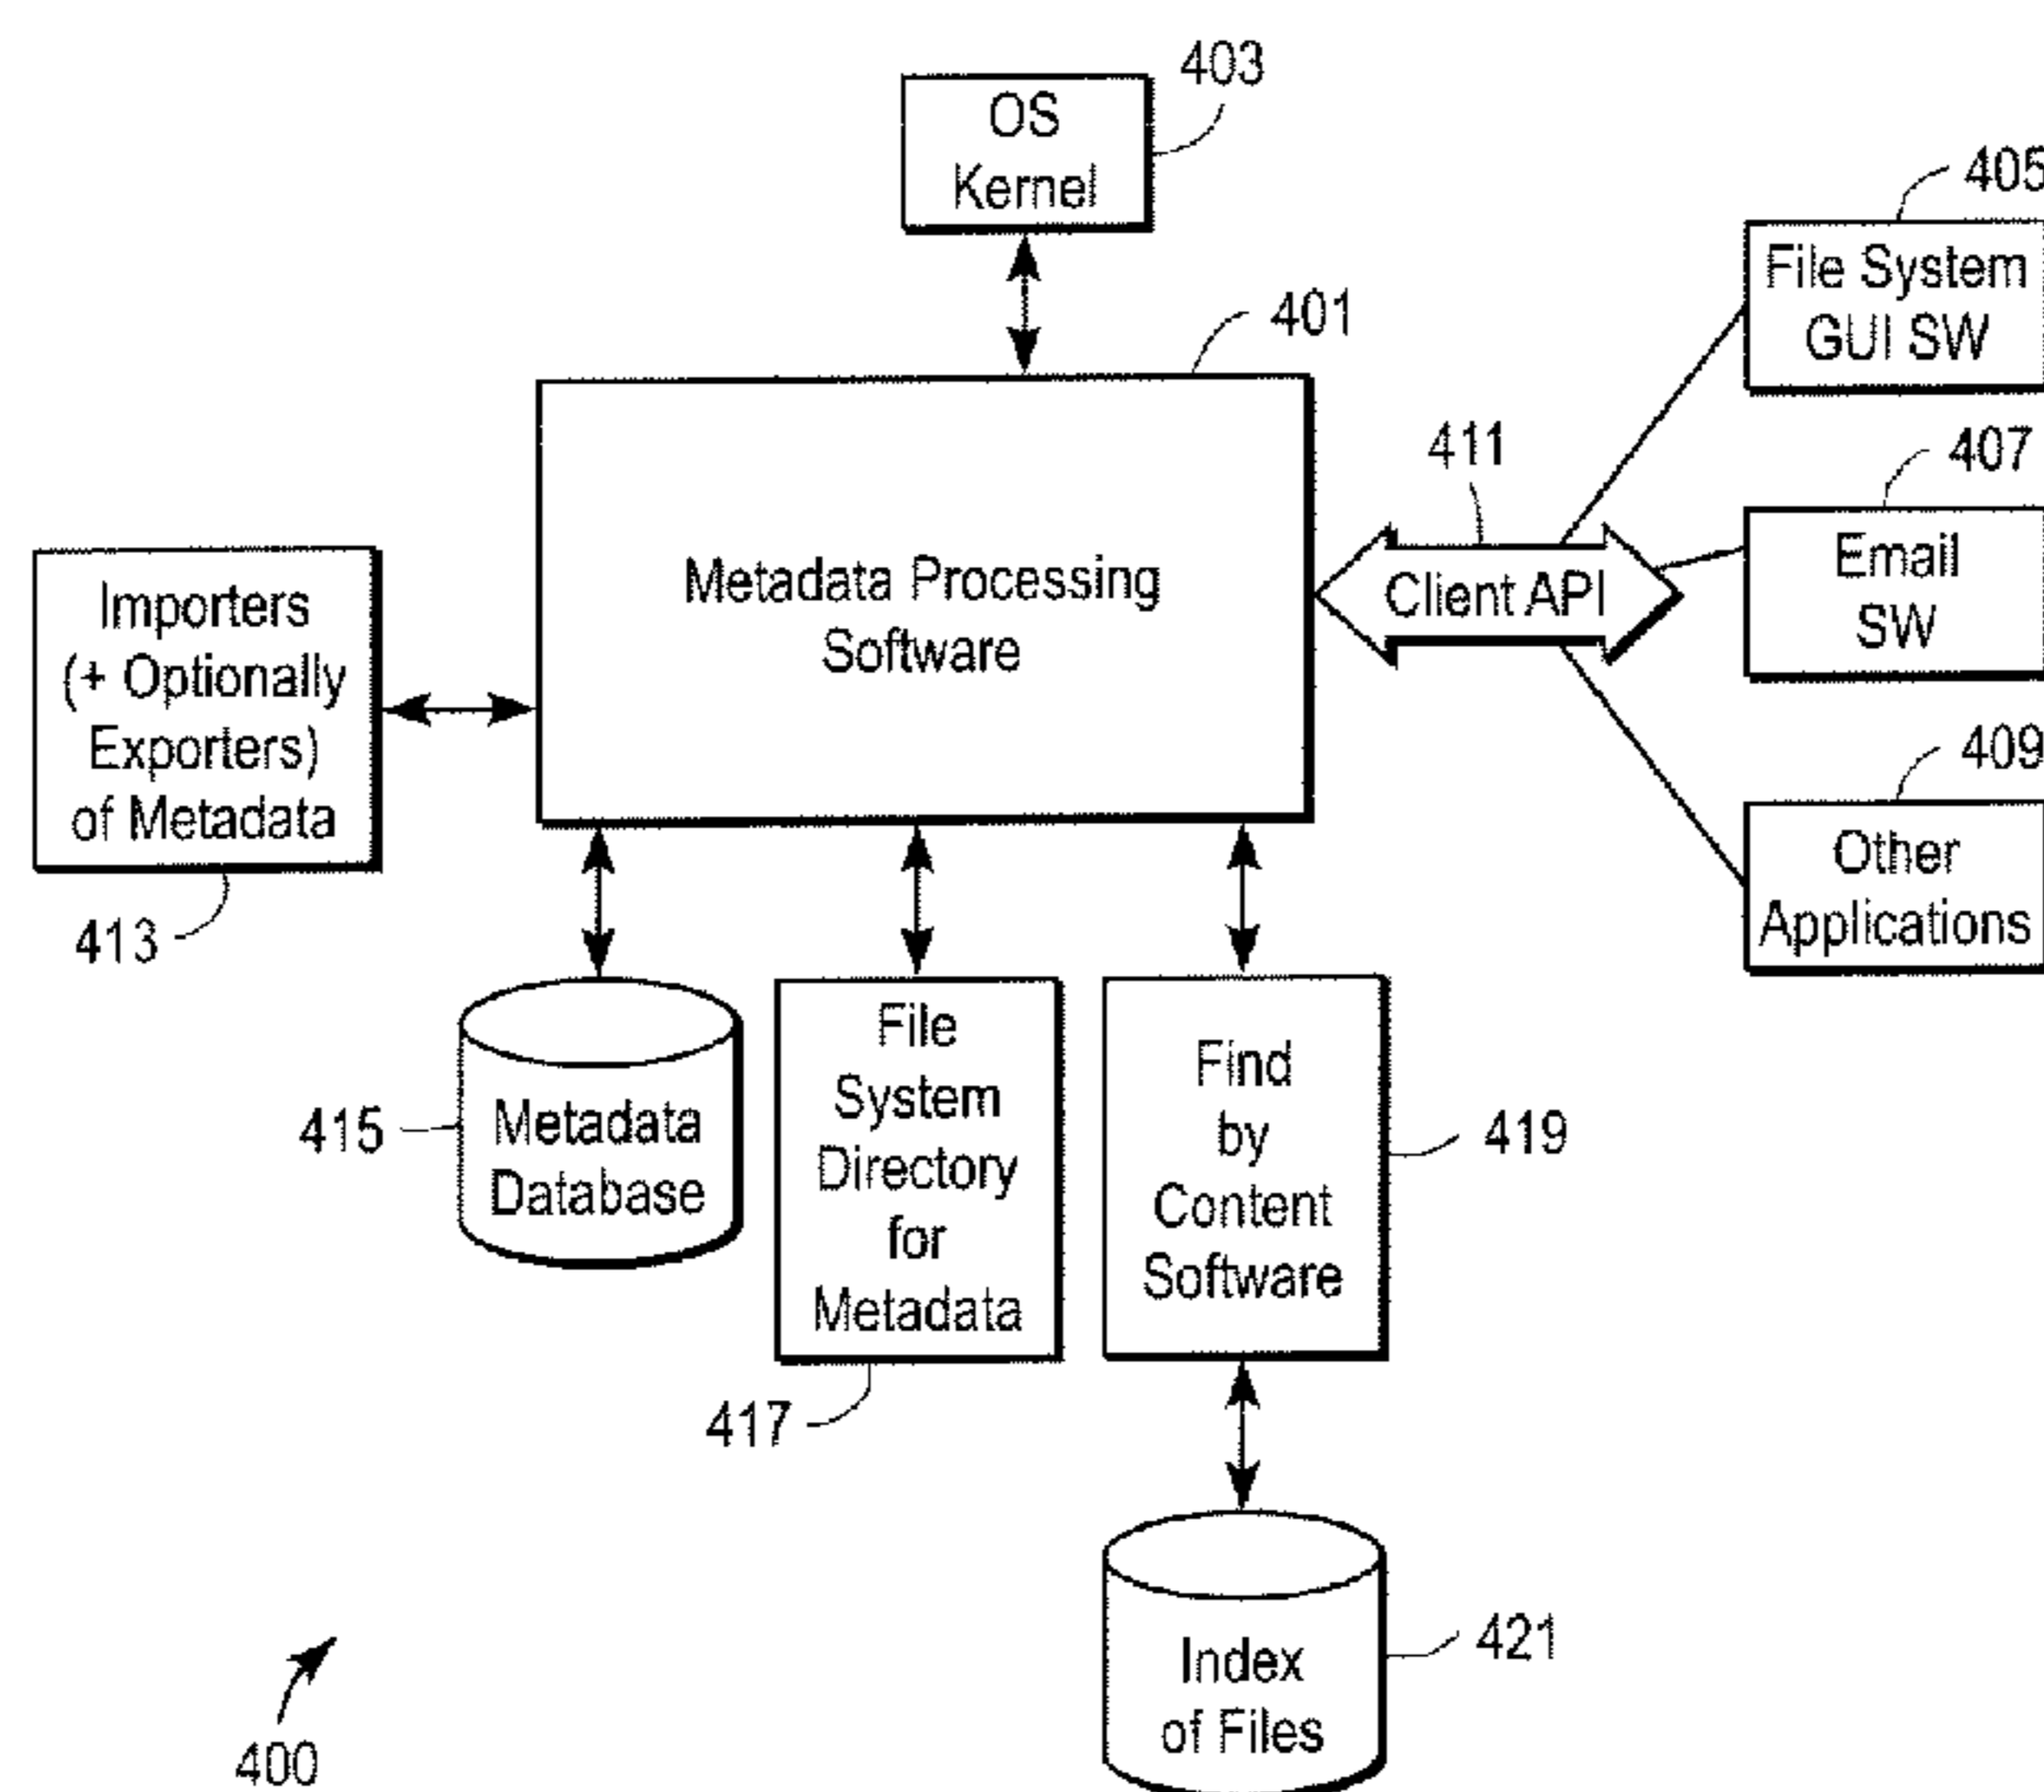 403
OS
Kernel
405
File System
GUI SW
401
411
407
Email
SW
Client API
Metadata Processing
Software
Importers
(+ Optionally
Exporters)
of Metadata
413
409
Other
Applications
415
Metadata
Database
File
System
Directory
for
Metadata
417
Find
by
Content
Software
419
421
Index
of Files
400